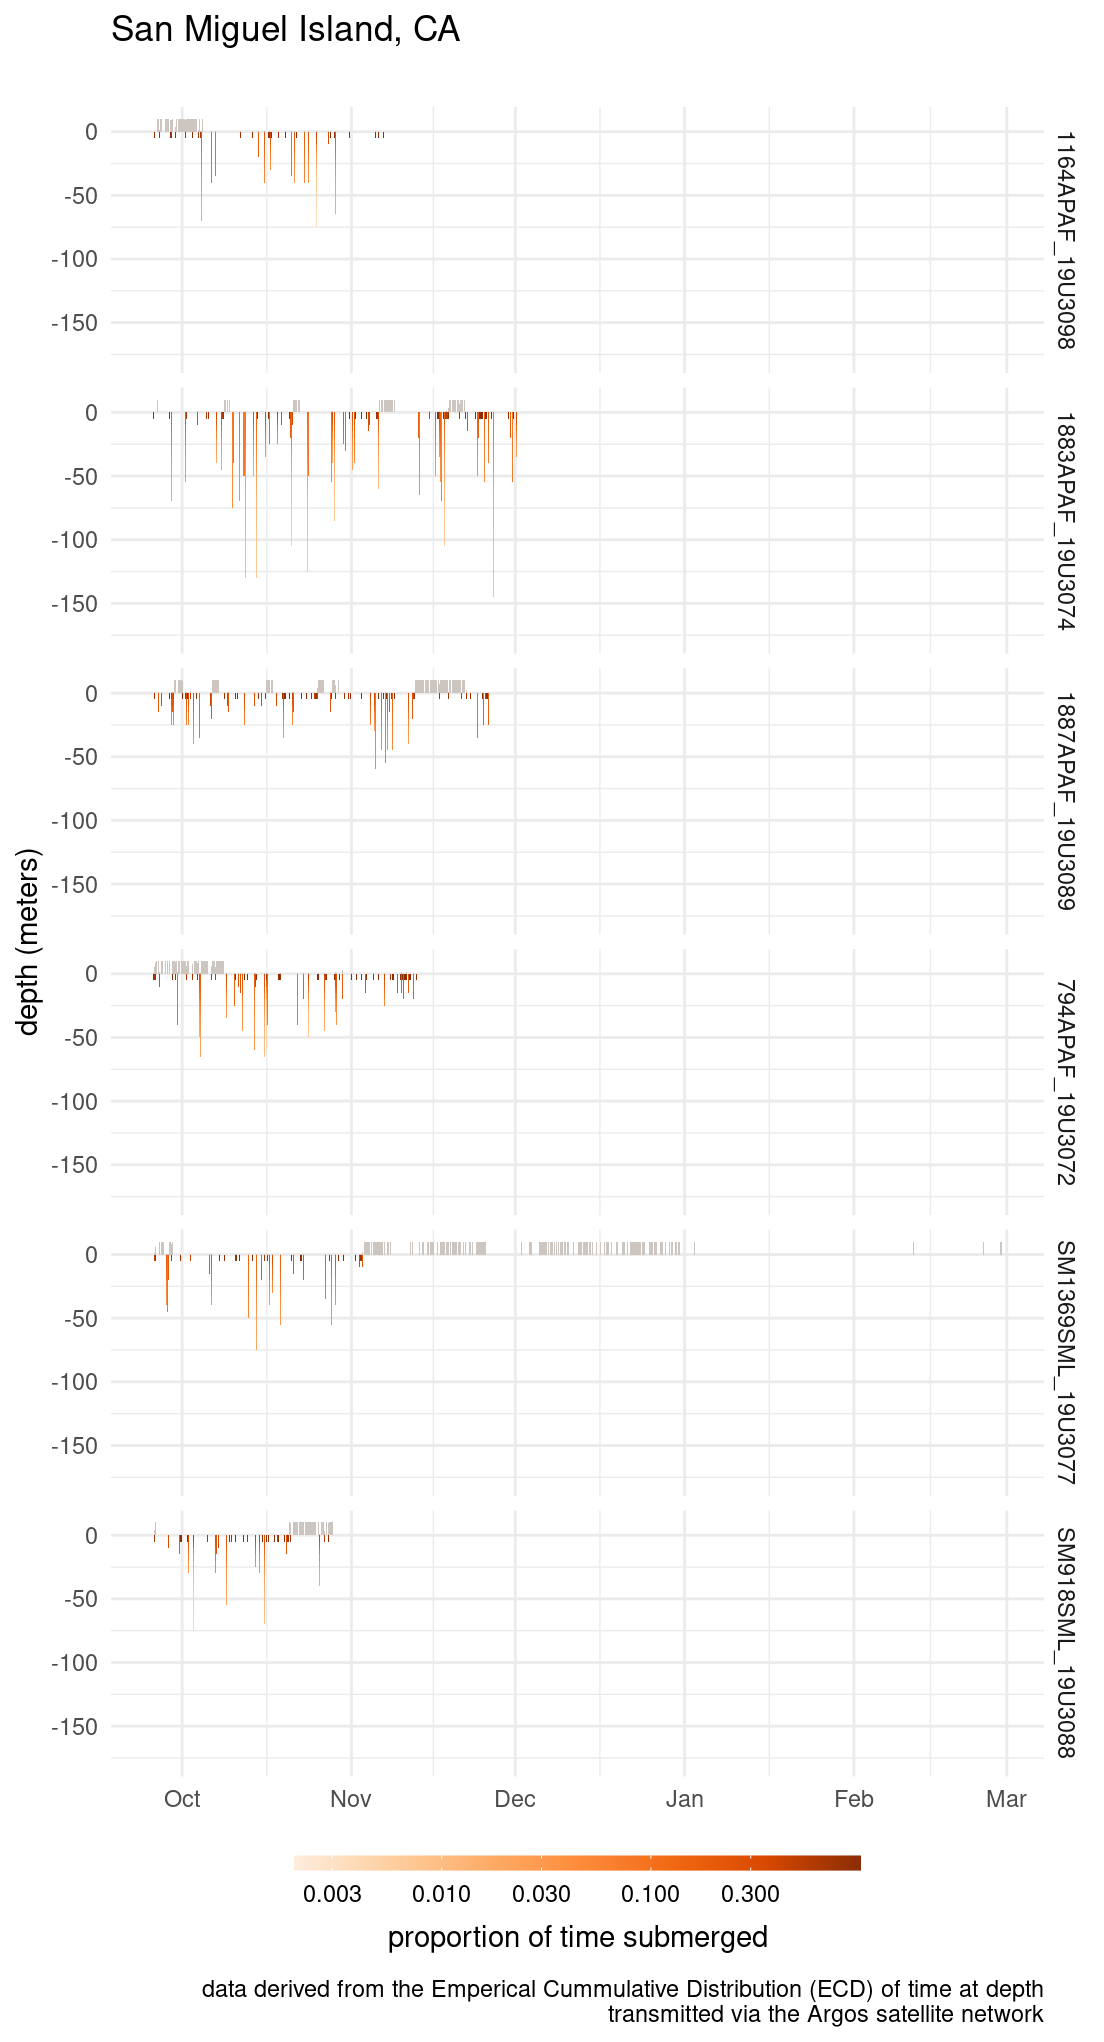 San Miguel Island, CA
0
-50
-100
-150
1164APAF_19U3098
0
-50
-100
-150
1883APAF_19U3074
0
-50
-100
-150
1887APAF_19U3089
depth (meters)
0
-50
-100
-150
794APAF_19U3072
0
-50
-100
-150
SM1369SML_19U3077
0
-50
-100
-150
SM918SML_19U3088
Oct Nov Dec Jan Feb Mar
0.003 0.010 0.030 0.100 0.300
proportion of time submerged
data derived from the Emperical Cummulative Distribution (ECD) of time at depth
transmitted via the Argos satellite network